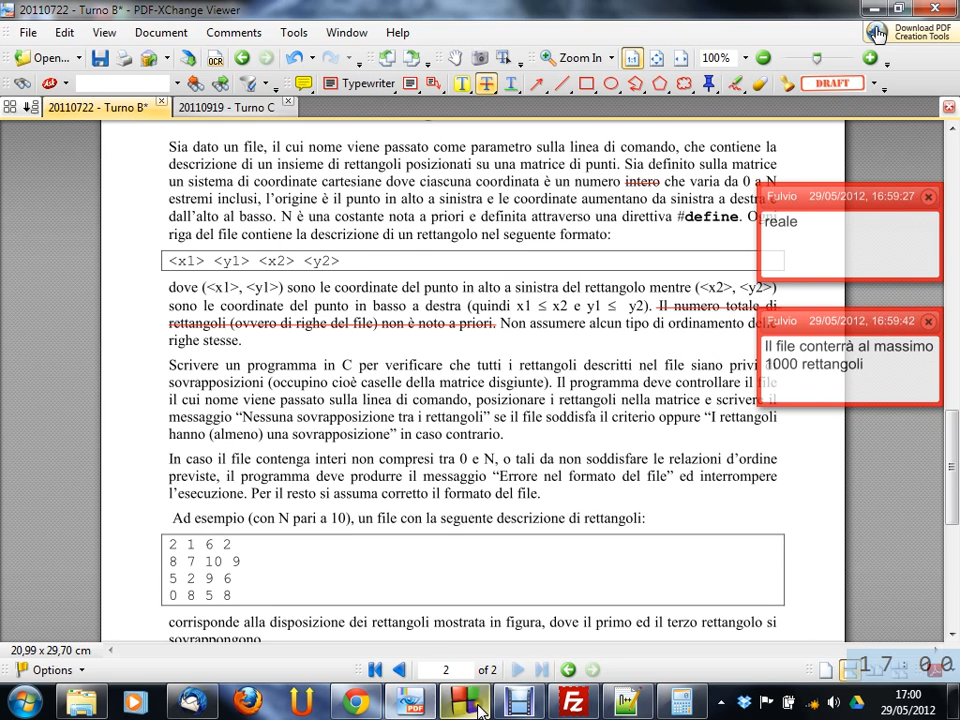 20110722 - Turno B* - PDF-XChange Viewer
File Edit View Document Comments Tools Window Help
Download PDF
Creation Tools
Open...
OCR
Zoom In
100%
Typewriter
DRAFT
20110722 - Turno B*
20110919 - Turno C
Sia dato un file, il cui nome viene passato come parametro sulla linea di comando, che contiene la
descrizione di un insieme di rettangoli posizionati su una matrice di punti. Sia definito sulla matrice
un sistema di coordinate cartesiane dove ciascuna coordinata è un numero intero che varia da 0 a N
estremi inclusi, l'origine è il punto in alto a sinistra e le coordinate aumentano da sinistra a destra e
dall'alto al basso. N è una costante nota a priori e definita attraverso una direttiva #define. Ogni
riga del file contiene la descrizione di un rettangolo nel seguente formato:
<x1> <y1> <x2> <y2>
dove (<x1>, <y1>) sono le coordinate del punto in alto a sinistra del rettangolo mentre (<x2>, <y2>)
sono le coordinate del punto in basso a destra (quindi x1 ≤ x2 e y1 ≤ y2). Il numero totale di
rettangoli (ovvero di righe del file) non è noto a priori. Non assumere alcun tipo di ordinamento delle
righe stesse.
Scrivere un programma in C per verificare che tutti i rettangoli descritti nel file siano privi di
sovrapposizioni (occupino cioè caselle della matrice disgiunte). Il programma deve controllare il file
il cui nome viene passato sulla linea di comando, posizionare i rettangoli nella matrice e scrivere il
messaggio “Nessuna sovrapposizione tra i rettangoli” se il file soddisfa il criterio oppure “I rettangoli
hanno (almeno) una sovrapposizione” in caso contrario.
In caso il file contenga interi non compresi tra 0 e N, o tali da non soddisfare le relazioni d'ordine
previste, il programma deve produrre il messaggio “Errore nel formato del file” ed interrompere
l'esecuzione. Per il resto si assuma corretto il formato del file.
Ad esempio (con N pari a 10), un file con la seguente descrizione di rettangoli:
2 1 6 2
8 7 10 9
5 2 9 6
0 8 5 8
corrisponde alla disposizione dei rettangoli mostrata in figura, dove il primo ed il terzo rettangolo si
sovrappongono
Fulvio 29/05/2012, 16:59:27
reale
Fulvio 29/05/2012, 16:59:42
Il file conterrà al massimo
1000 rettangoli
20,99 x 29,70 cm
Options
2 of 2
17:00
PDF
17:00
29/05/2012